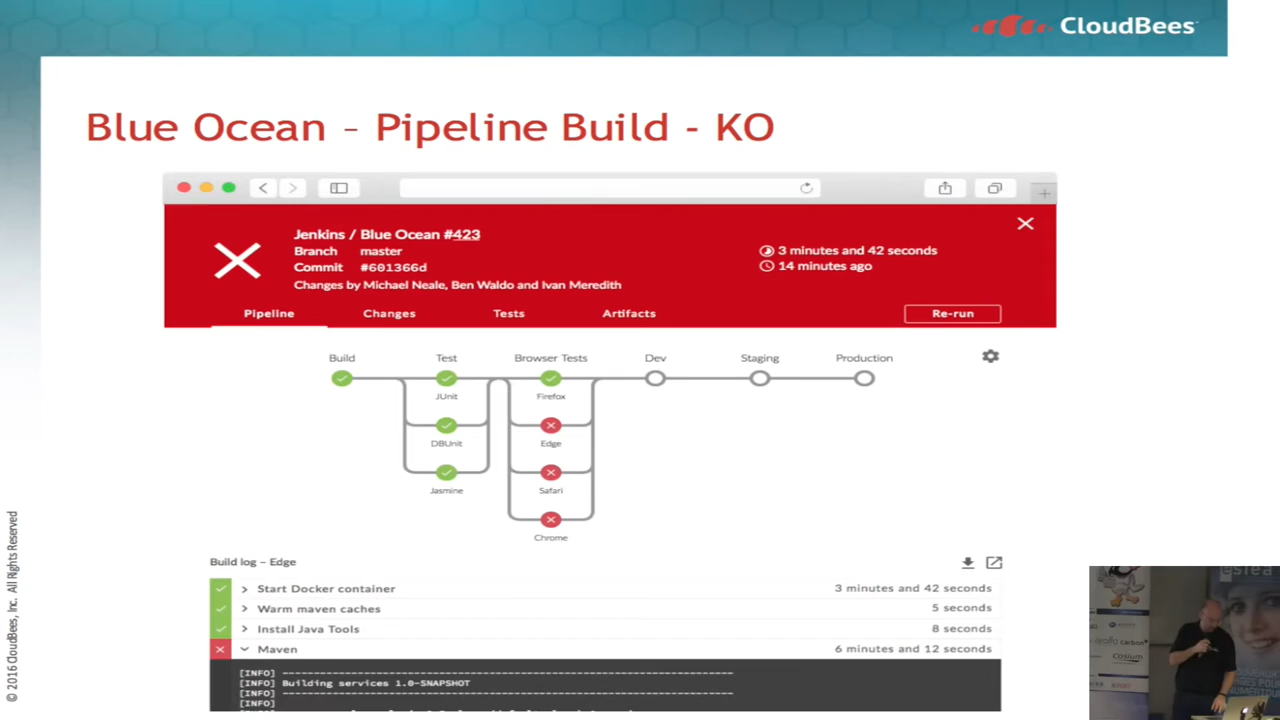 CloudBees
Blue Ocean – Pipeline Build - KO
Jenkins / Blue Ocean #423
Branch master
Commit #601366d
Changes by Michael Neale, Ben Waldo and Ivan Meredith
3 minutes and 42 seconds
14 minutes ago
Pipeline Changes Tests Artifacts Re-run
Build Test Browser Tests Dev Staging Production
JUnit Firefox
DBUnit Edge
Jasmine Safari
Chrome
Build log – Edge
Start Docker container 3 minutes and 42 seconds
Warm maven caches 5 seconds
Install Java Tools 8 seconds
Maven 6 minutes and 12 seconds
[INFO] ------------------------------------------------------------------------
[INFO] Building services 1.0-SNAPSHOT
[INFO] ------------------------------------------------------------------------
[INFO]
© 2016 CloudBees, Inc. All Rights Reserved